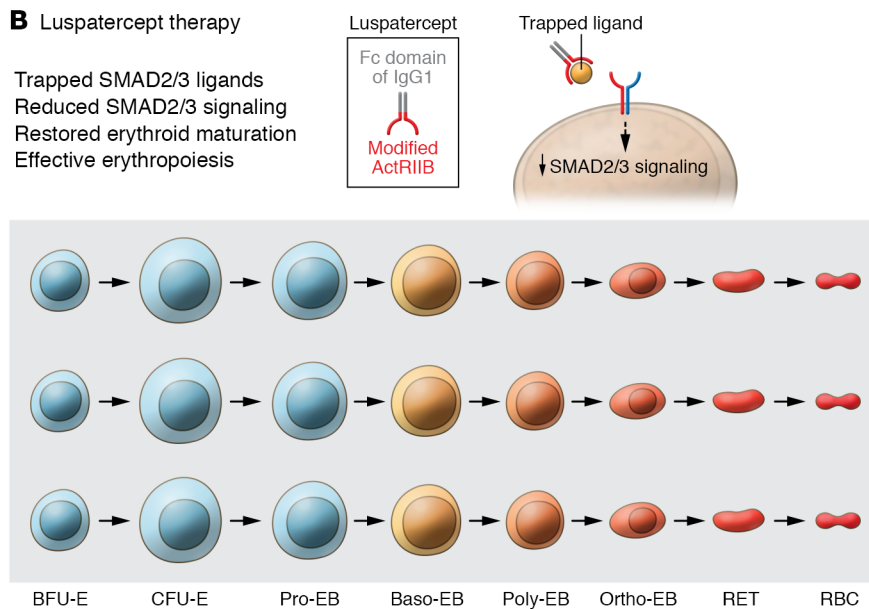 B Luspatercept therapy
Trapped SMAD2/3 ligands
Reduced SMAD2/3 signaling
Restored erythroid maturation
Effective erythropoiesis
Luspatercept
Fc domain
of IgG1
Modified
ActRIIB
Trapped ligand
↓ SMAD2/3 signaling
BFU-E CFU-E Pro-EB Baso-EB Poly-EB Ortho-EB RET RBC